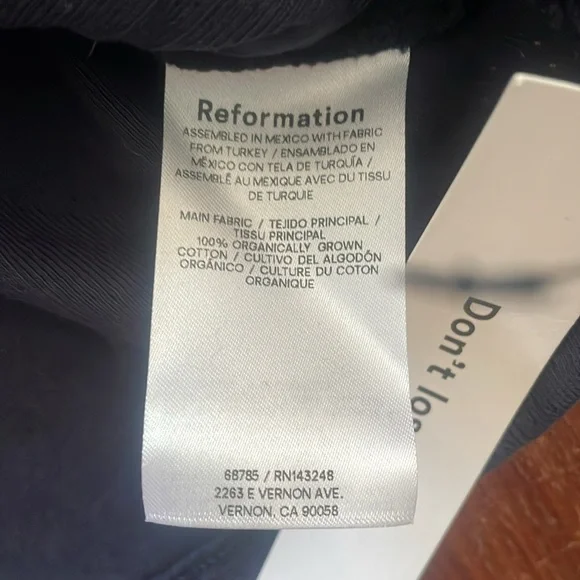 Reformation
ASSEMBLED IN MEXICO WITH FABRIC
FROM TURKEY / ENSAMBLADO EN
MÉXICO CON TELA DE TURQUÍA /
ASSEMBLÉ AU MEXIQUE AVEC DU TISSU
DE TURQUIE
MAIN FABRIC / TEJIDO PRINCIPAL /
TISSU PRINCIPAL
100% ORGANICALLY GROWN
COTTON / CULTIVO DEL ALGODÓN
ORGÁNICO / CULTURE DU COTON
ORGANIQUE
68785 / RN143248
2263 E VERNON AVE.
VERNON, CA 90058
Don't los